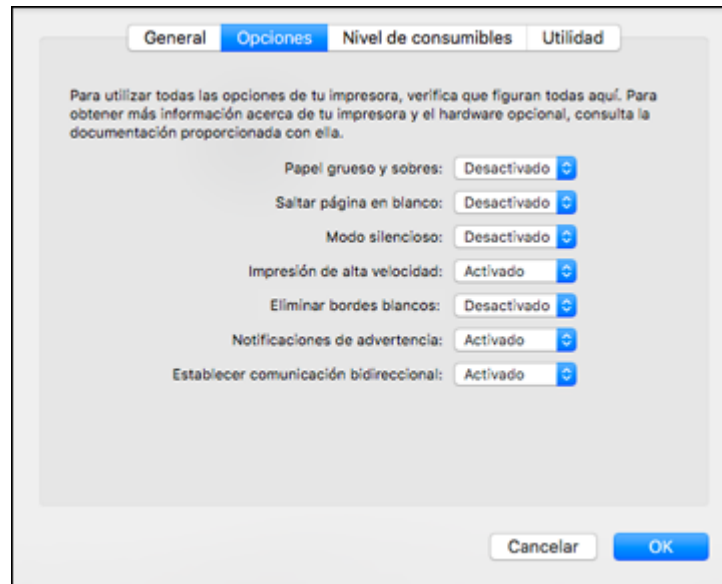 General Opciones Nivel de consumibles Utilidad
Para utilizar todas las opciones de tu impresora, verifica que figuran todas aquí. Para
obtener más información acerca de tu impresora y el hardware opcional, consulta la
documentación proporcionada con ella.
Papel grueso y sobres: Desactivado
Saltar página en blanco: Desactivado
Modo silencioso: Desactivado
Impresión de alta velocidad: Activado
Eliminar bordes blancos: Desactivado
Notificaciones de advertencia: Activado
Establecer comunicación bidireccional: Activado
Cancelar OK